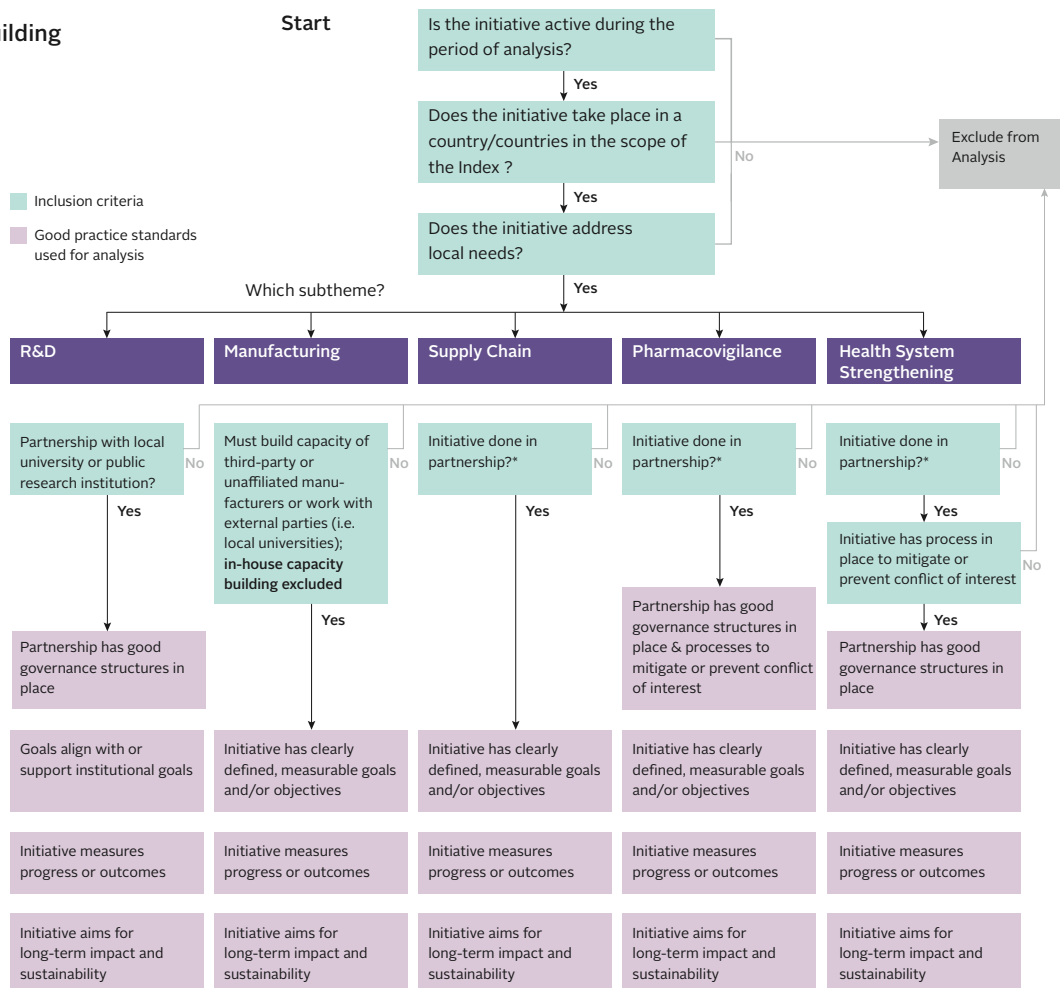 ilding
Start
Is the initiative active during the
period of analysis?
Yes
Does the initiative take place in a
country/countries in the scope of
the Index ?
No
Exclude from
Analysis
Yes
Inclusion criteria
Good practice standards
used for analysis
Does the initiative address
local needs?
Yes
Which subtheme?
R&D
Manufacturing
Supply Chain
Pharmacovigilance
Health System
Strengthening
Partnership with local
university or public
research institution?
No
Yes
Must build capacity of
third-party or
unaffiliated manu-
facturers or work with
external parties (i.e.
local universities);
in-house capacity
building excluded
No
Yes
Initiative done in
partnership?*
No
Yes
Initiative done in
partnership?*
No
Yes
Initiative done in
partnership?*
No
Yes
Initiative has process in
place to mitigate or
prevent conflict of interest
No
Yes
Partnership has good
governance structures in
place
Partnership has good
governance structures in
place & processes to
mitigate or prevent conflict
of interest
Partnership has good
governance structures in
place
Goals align with or
support institutional goals
Initiative has clearly
defined, measurable goals
and/or objectives
Initiative has clearly
defined, measurable goals
and/or objectives
Initiative has clearly
defined, measurable goals
and/or objectives
Initiative has clearly
defined, measurable goals
and/or objectives
Initiative measures
progress or outcomes
Initiative measures
progress or outcomes
Initiative measures
progress or outcomes
Initiative measures
progress or outcomes
Initiative measures
progress or outcomes
Initiative aims for
long-term impact and
sustainability
Initiative aims for
long-term impact and
sustainability
Initiative aims for
long-term impact and
sustainability
Initiative aims for
long-term impact and
sustainability
Initiative aims for
long-term impact and
sustainability